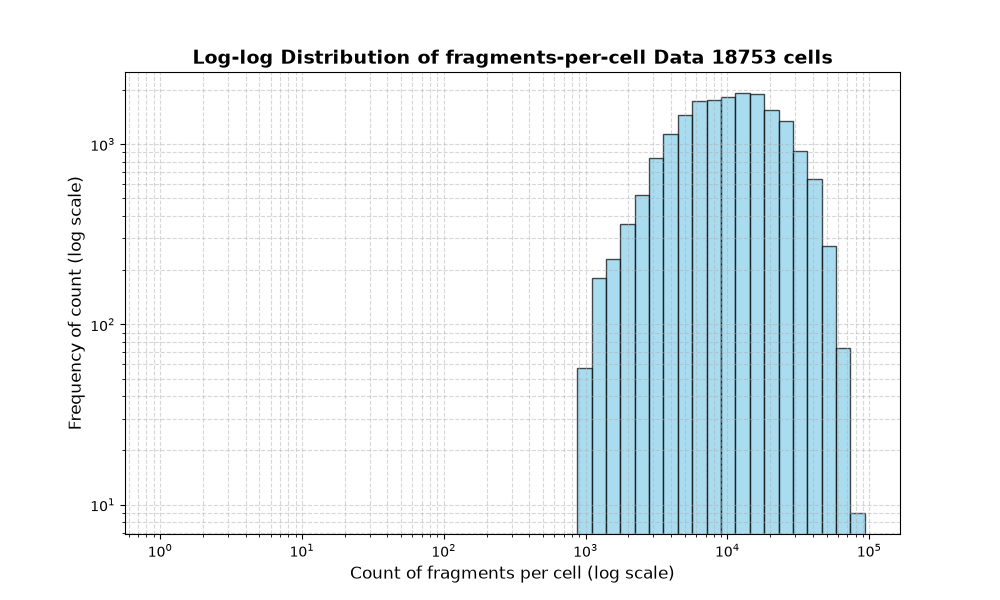 Log-log Distribution of fragments-per-cell Data 18753 cells
Frequency of count (log scale)
10³
10²
10¹
10⁰ 10¹ 10² 10³ 10⁴ 10⁵
Count of fragments per cell (log scale)